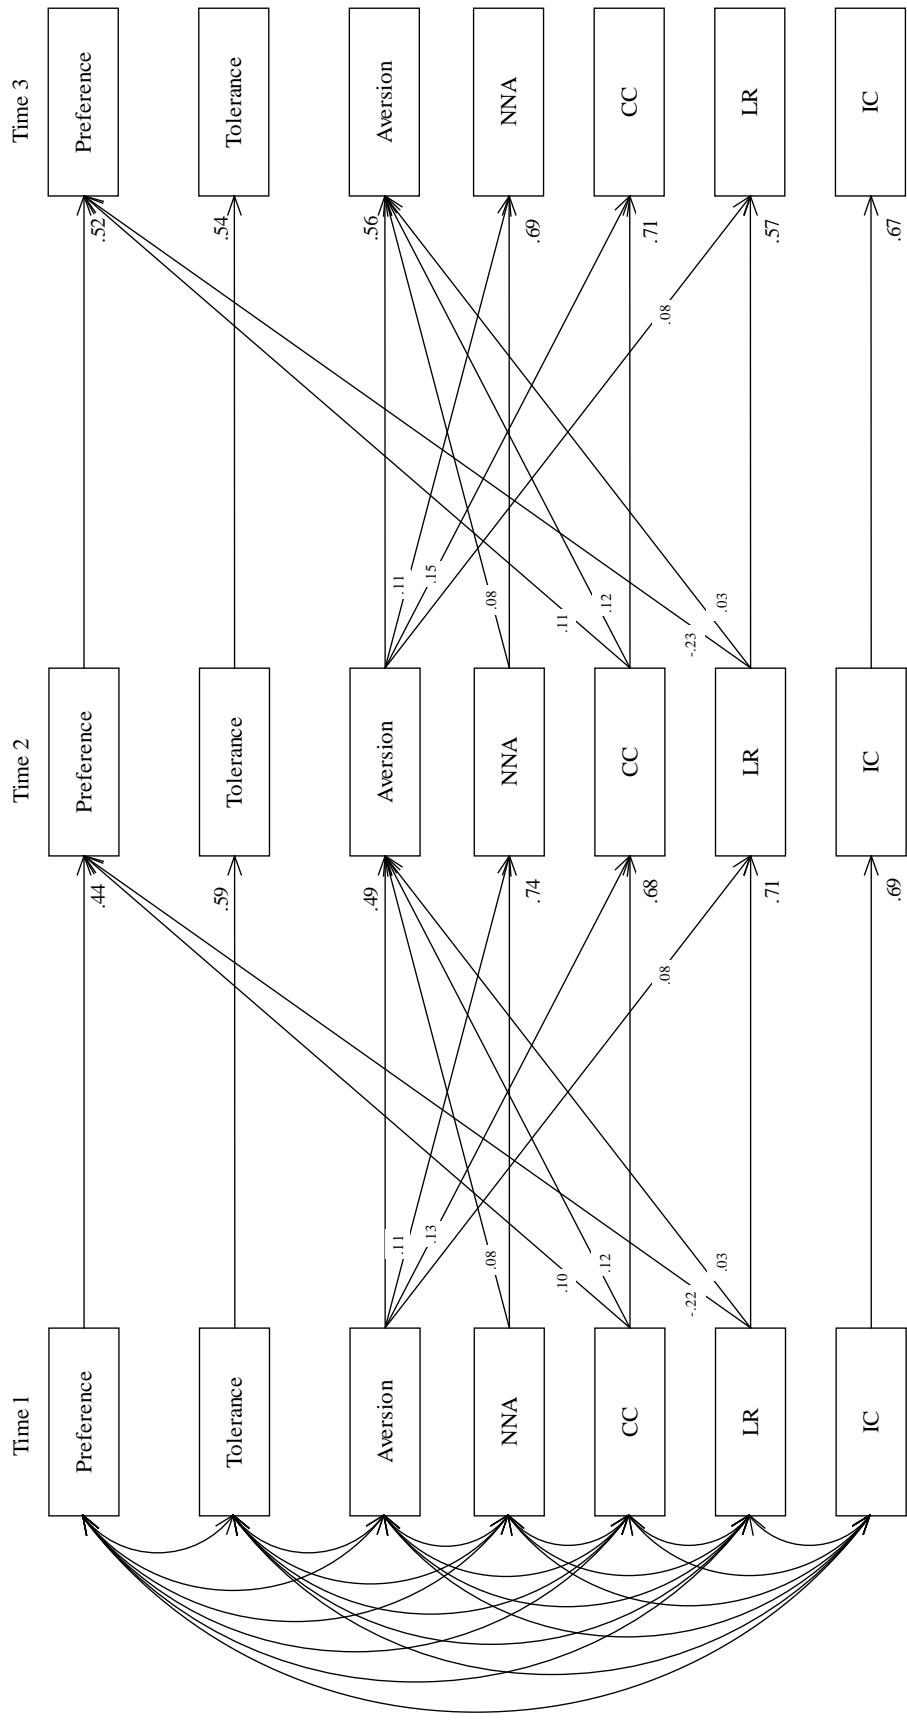 Time 1
Time 2
Time 3
Preference
.44
Preference
.52
Preference
Tolerance
.59
Tolerance
.54
Tolerance
Aversion
.49
Aversion
.56
Aversion
.11
.11
.13
.15
NNA
.08
.74
NNA
.08
.69
NNA
.10
.12
.11
.12
CC
.68
CC
.71
CC
.08
.08
-.22
.03
-.23
.03
LR
.71
LR
.57
LR
IC
.69
IC
.67
IC